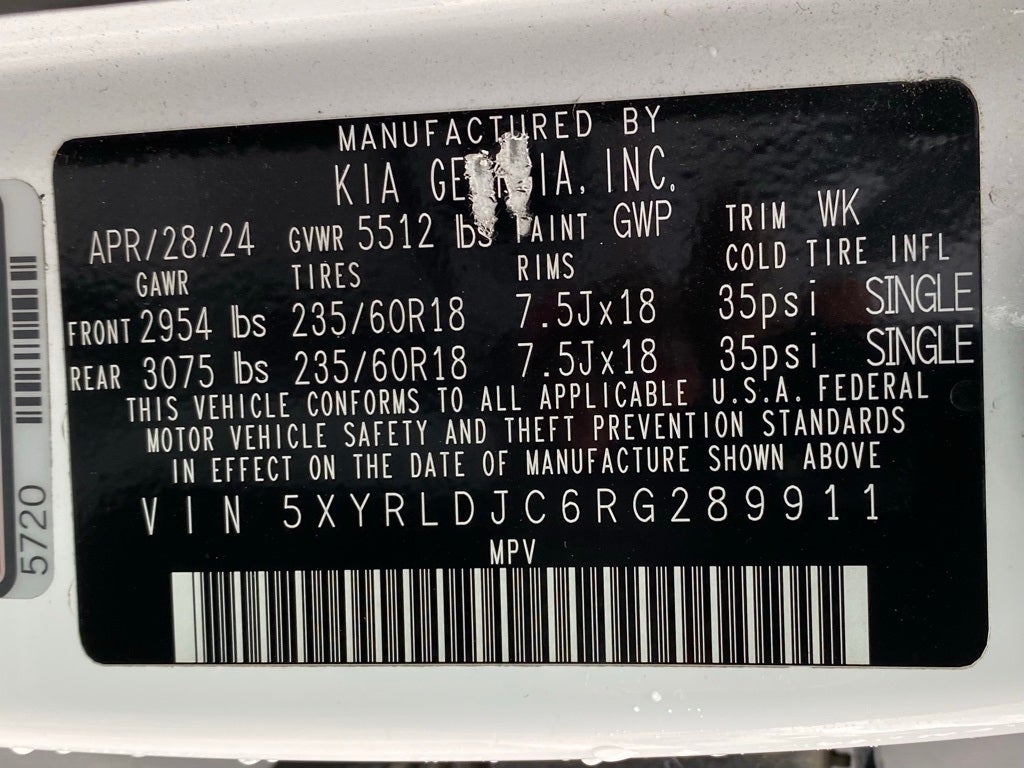 MANUFACTURED BY
KIA GEORGIA, INC.
APR/28/24 GVWR 5512 lbs PAINT GWP TRIM WK
GAWR TIRES RIMS COLD TIRE INFL
FRONT 2954 lbs 235/60R18 7.5Jx18 35psi SINGLE
REAR 3075 lbs 235/60R18 7.5Jx18 35psi SINGLE
THIS VEHICLE CONFORMS TO ALL APPLICABLE U.S.A. FEDERAL
MOTOR VEHICLE SAFETY AND THEFT PREVENTION STANDARDS
IN EFFECT ON THE DATE OF MANUFACTURE SHOWN ABOVE
VIN 5XYRLDJC6RG289911
MPV
5720